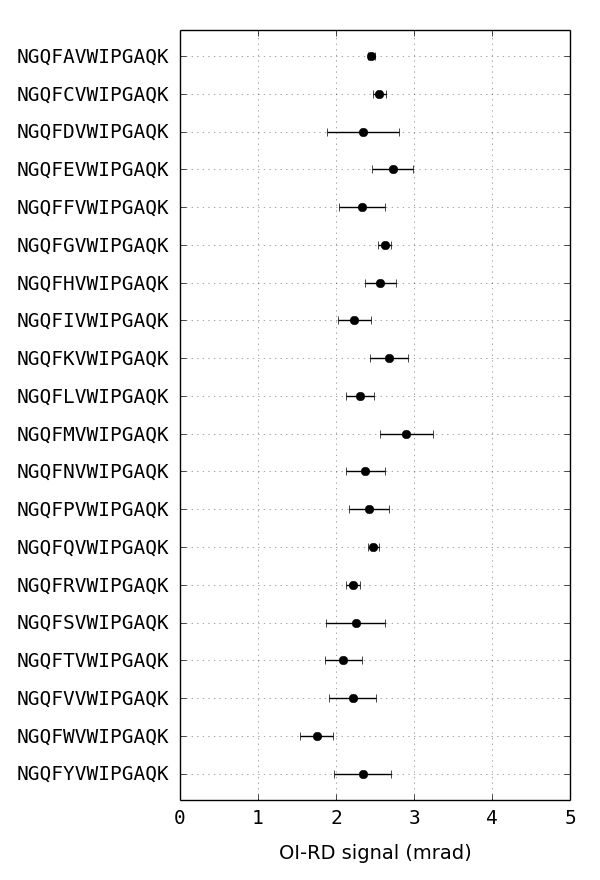 NGQFAVWIPGAQK
NGQFCVWIPGAQK
NGQFDVWIPGAQK
NGQFEVWIPGAQK
NGQFFVWIPGAQK
NGQFGVWIPGAQK
NGQFHVWIPGAQK
NGQFIVWIPGAQK
NGQFKVWIPGAQK
NGQFLVWIPGAQK
NGQFMVWIPGAQK
NGQFNVWIPGAQK
NGQFPVWIPGAQK
NGQFQVWIPGAQK
NGQFRVWIPGAQK
NGQFSVWIPGAQK
NGQFTVWIPGAQK
NGQFVVWIPGAQK
NGQFWVWIPGAQK
NGQFYVWIPGAQK
0 1 2 3 4 5
OI-RD signal (mrad)